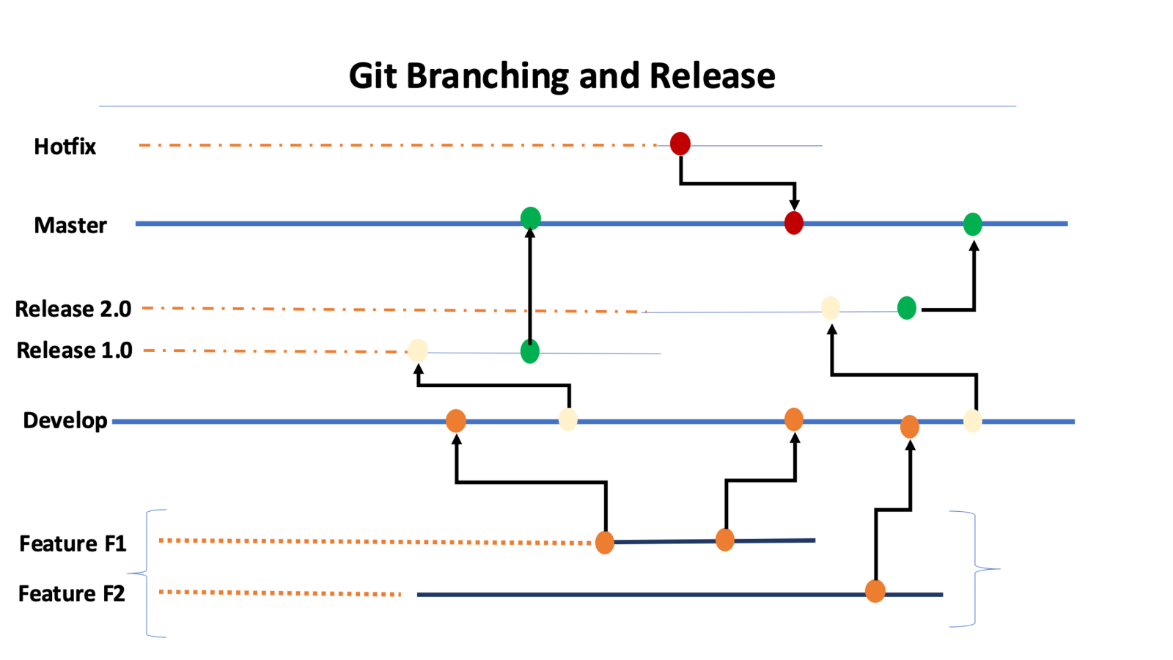 Git Branching and Release
Hotfix
Master
Release 2.0
Release 1.0
Develop
Feature F1
Feature F2